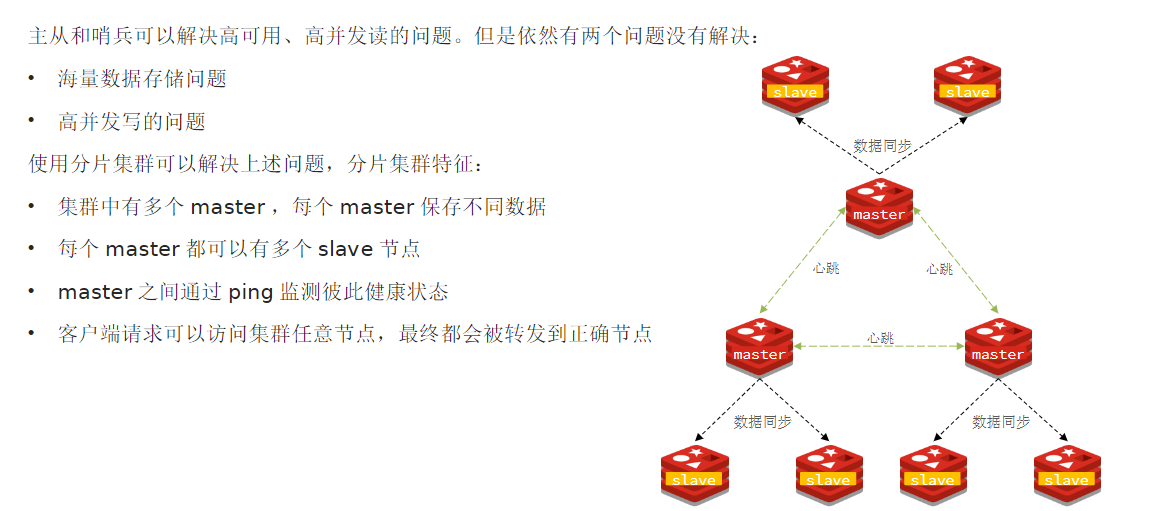 主从和哨兵可以解决高可用、高并发读的问题。但是依然有两个问题没有解决：
• 海量数据存储问题
• 高并发写的问题
使用分片集群可以解决上述问题，分片集群特征：
• 集群中有多个 master ，每个 master 保存不同数据
• 每个 master 都可以有多个 slave 节点
• master 之间通过 ping 监测彼此健康状态
• 客户端请求可以访问集群任意节点，最终都会被转发到正确节点
slave
slave
数据同步
master
心跳
心跳
心跳
master
master
数据同步
数据同步
slave
slave
slave
slave